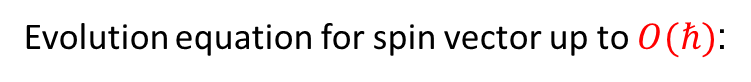 Evolution equation for spin vector up to O(ℏ):